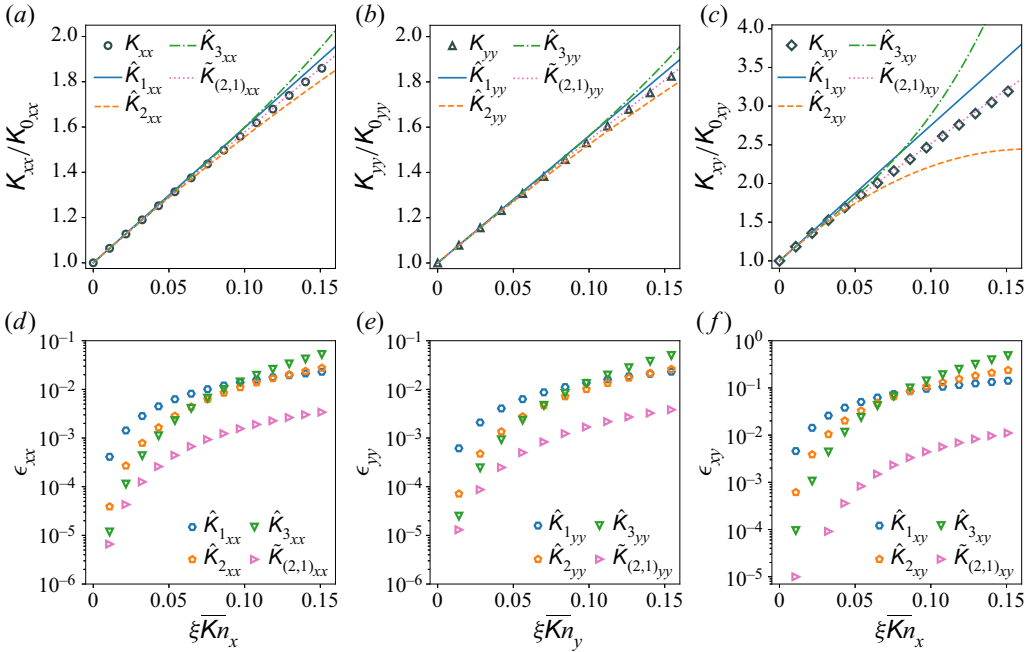 (a)
2.0
1.8
1.6
1.4
1.2
1.0
K_xx/K_0xx
K_xx
K̂_1xx
K̂_2xx
K̂_3xx
K̃_(2,1)xx
0 0.05 0.10 0.15
(b)
2.0
1.8
1.6
1.4
1.2
1.0
K_yy/K_0yy
K_yy
K̂_1yy
K̂_2yy
K̂_3yy
K̃_(2,1)yy
0 0.05 0.10 0.15
(c)
4.0
3.5
3.0
2.5
2.0
1.5
1.0
K_xy/K_0xy
K_xy
K̂_1xy
K̂_2xy
K̂_3xy
K̃_(2,1)xy
0 0.05 0.10 0.15
(d)
10^−1
10^−2
10^−3
10^−4
10^−5
10^−6
ϵ_xx
K̂_1xx K̂_3xx
K̂_2xx K̃_(2,1)xx
0 0.05 0.10 0.15
ξK̅n̅_x
(e)
10^−1
10^−2
10^−3
10^−4
10^−5
10^−6
ϵ_yy
K̂_1yy K̂_3yy
K̂_2yy K̃_(2,1)yy
0 0.05 0.10 0.15
ξK̅n̅_y
(f)
10^0
10^−1
10^−2
10^−3
10^−4
10^−5
ϵ_xy
K̂_1xy K̂_3xy
K̂_2xy K̃_(2,1)xy
0 0.05 0.10 0.15
ξK̅n̅_x